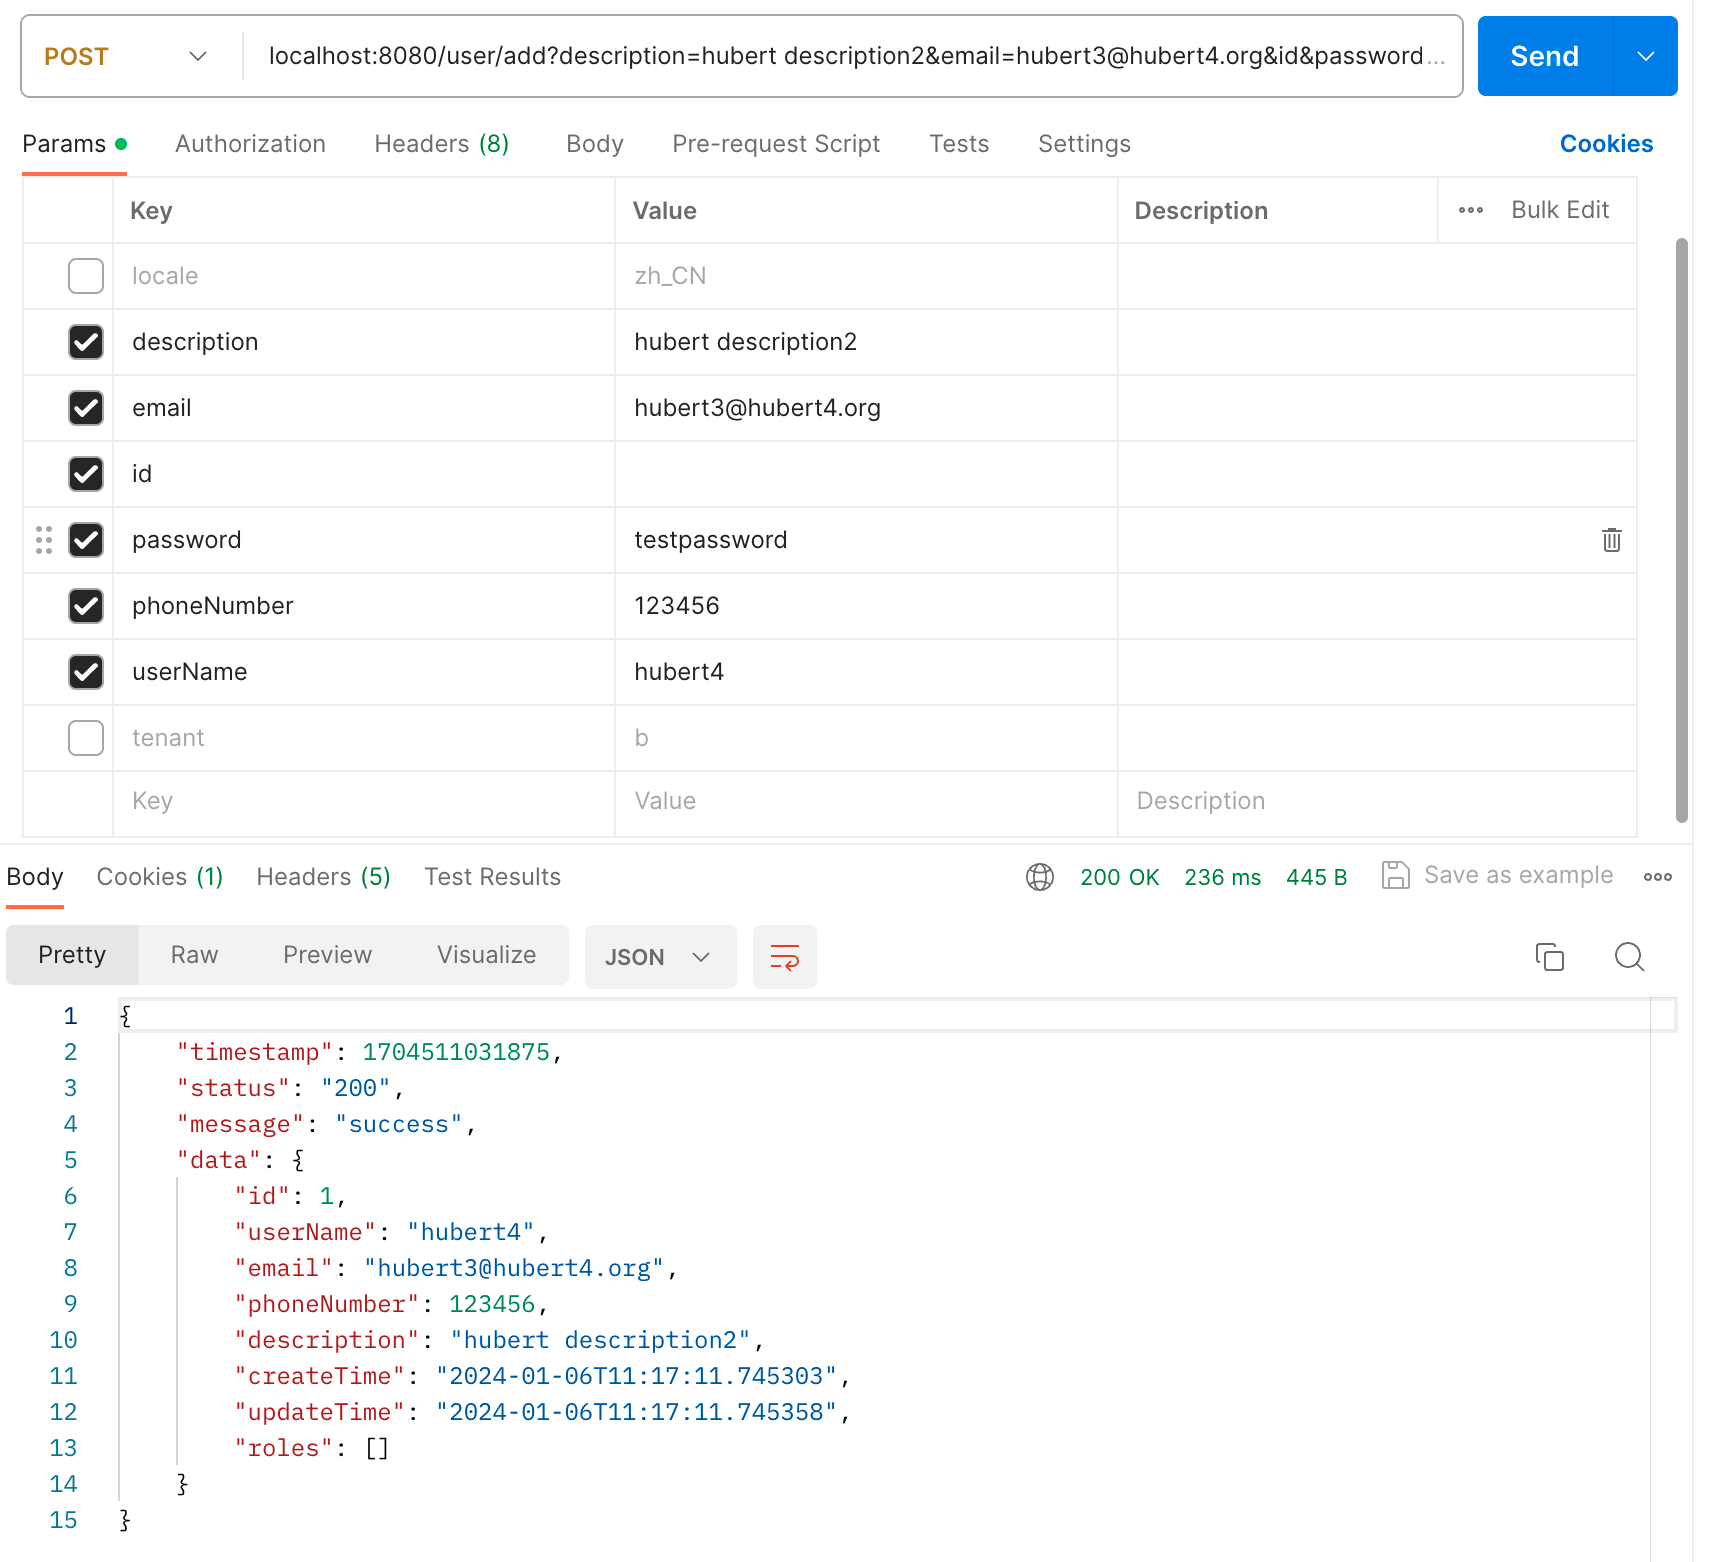 POST localhost:8080/user/add?description=hubert description2&email=hubert3@hubert4.org&id&password... Send
Params Authorization Headers (8) Body Pre-request Script Tests Settings Cookies
Key Value Description Bulk Edit
locale zh_CN
description hubert description2
email hubert3@hubert4.org
id
password testpassword
phoneNumber 123456
userName hubert4
tenant b
Key Value Description
Body Cookies (1) Headers (5) Test Results 200 OK 236 ms 445 B Save as example
Pretty Raw Preview Visualize JSON
1 {
2 "timestamp": 1704511031875,
3 "status": "200",
4 "message": "success",
5 "data": {
6 "id": 1,
7 "userName": "hubert4",
8 "email": "hubert3@hubert4.org",
9 "phoneNumber": 123456,
10 "description": "hubert description2",
11 "createTime": "2024-01-06T11:17:11.745303",
12 "updateTime": "2024-01-06T11:17:11.745358",
13 "roles": []
14 }
15 }